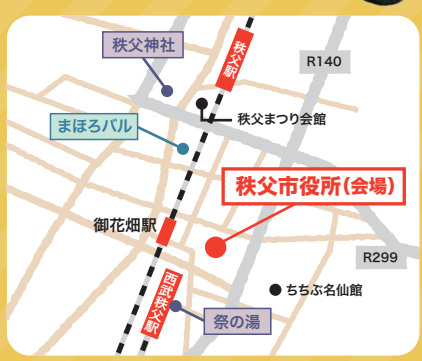 秩父神社
秩父駅
R140
秩父まつり会館
まほろバル
秩父市役所(会場)
御花畑駅
R299
西武秩父駅
ちちぶ名仙館
祭の湯